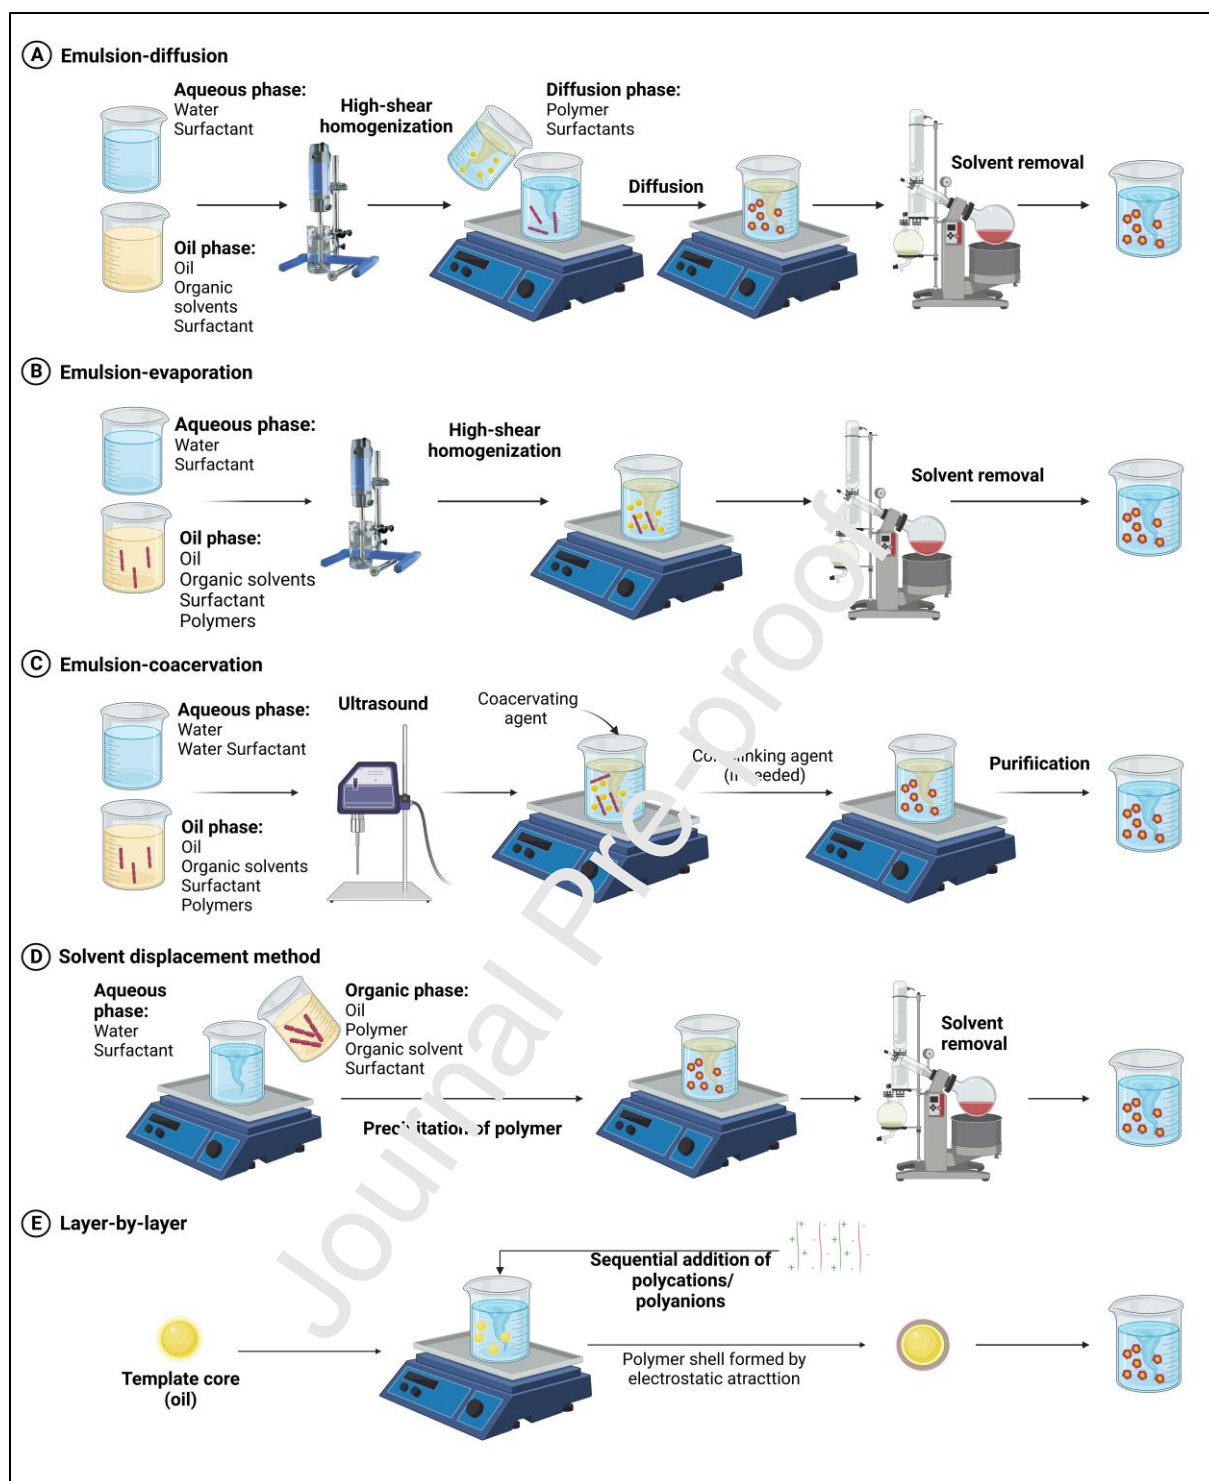 A Emulsion-diffusion
Aqueous phase:
Water
Surfactant
Oil phase:
Oil
Organic
solvents
Surfactant
High-shear
homogenization
Diffusion phase:
Polymer
Surfactants
Diffusion
Solvent removal
B Emulsion-evaporation
Aqueous phase:
Water
Surfactant
Oil phase:
Oil
Organic solvents
Surfactant
Polymers
High-shear
homogenization
Solvent removal
C Emulsion-coacervation
Aqueous phase:
Water
Water Surfactant
Oil phase:
Oil
Organic solvents
Surfactant
Polymers
Ultrasound
Coacervating
agent
agent
(if needed)
Purifiication
D Solvent displacement method
Aqueous
phase:
Water
Surfactant
Organic phase:
Oil
Polymer
Organic solvent
Surfactant
Precipitation of polymer
Solvent
removal
E Layer-by-layer
Template core
(oil)
Sequential addition of
polycations/
polyanions
Polymer shell formed by
electrostatic atracttion
Journal Pre-proof